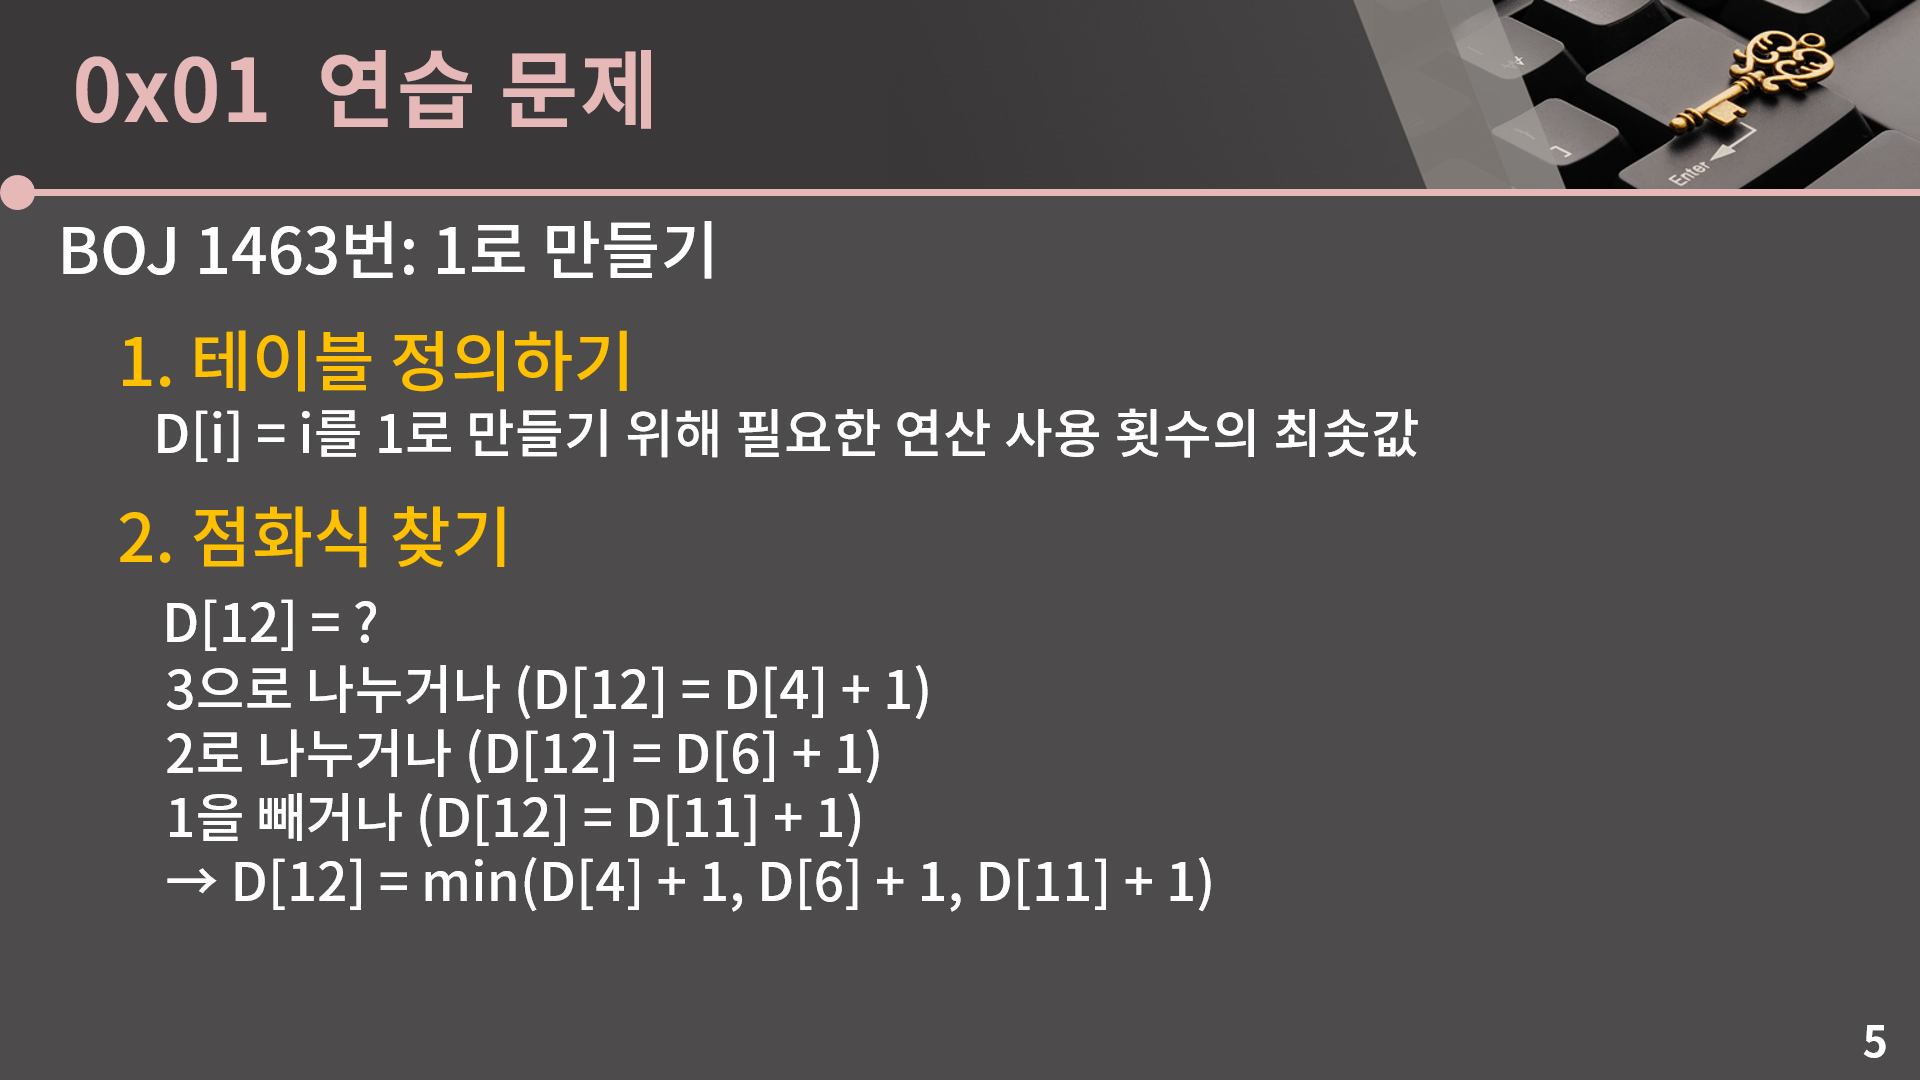 0x01 연습 문제
BOJ 1463번: 1로 만들기
1. 테이블 정의하기
D[i] = i를 1로 만들기 위해 필요한 연산 사용 횟수의 최솟값
2. 점화식 찾기
D[12] = ?
3으로 나누거나 (D[12] = D[4] + 1)
2로 나누거나 (D[12] = D[6] + 1)
1을 빼거나 (D[12] = D[11] + 1)
→ D[12] = min(D[4] + 1, D[6] + 1, D[11] + 1)
Enter
5